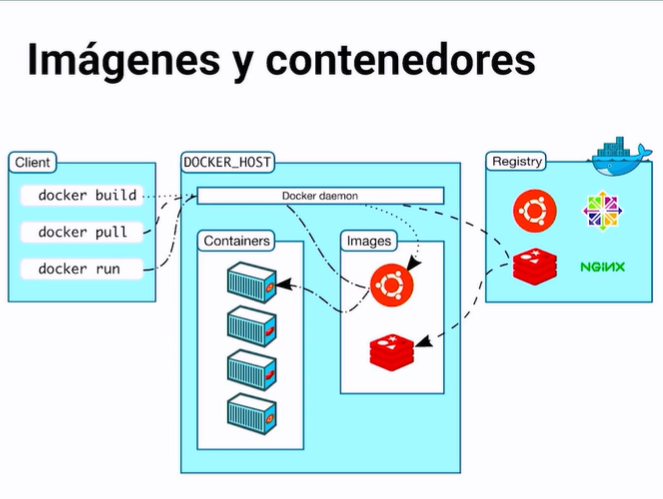 Imágenes y contenedores
Client
docker build
docker pull
docker run
DOCKER_HOST
Docker daemon
Containers
Images
Registry
NGINX